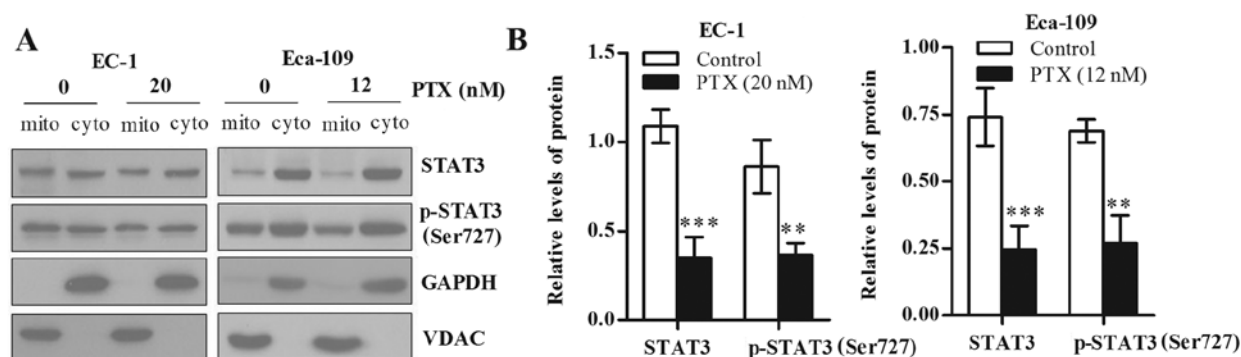 A
EC-1
Eca-109
0
20
0
12
PTX (nM)
mito cyto mito cyto
mito cyto mito cyto
STAT3
p-STAT3
(Ser727)
GAPDH
VDAC
B
EC-1
Control
PTX (20 nM)
Relative levels of protein
1.5
1.0
0.5
0.0
***
**
STAT3
p-STAT3 (Ser727)
Eca-109
Control
PTX (12 nM)
Relative levels of protein
1.00
0.75
0.50
0.25
0.00
***
**
STAT3
p-STAT3 (Ser727)